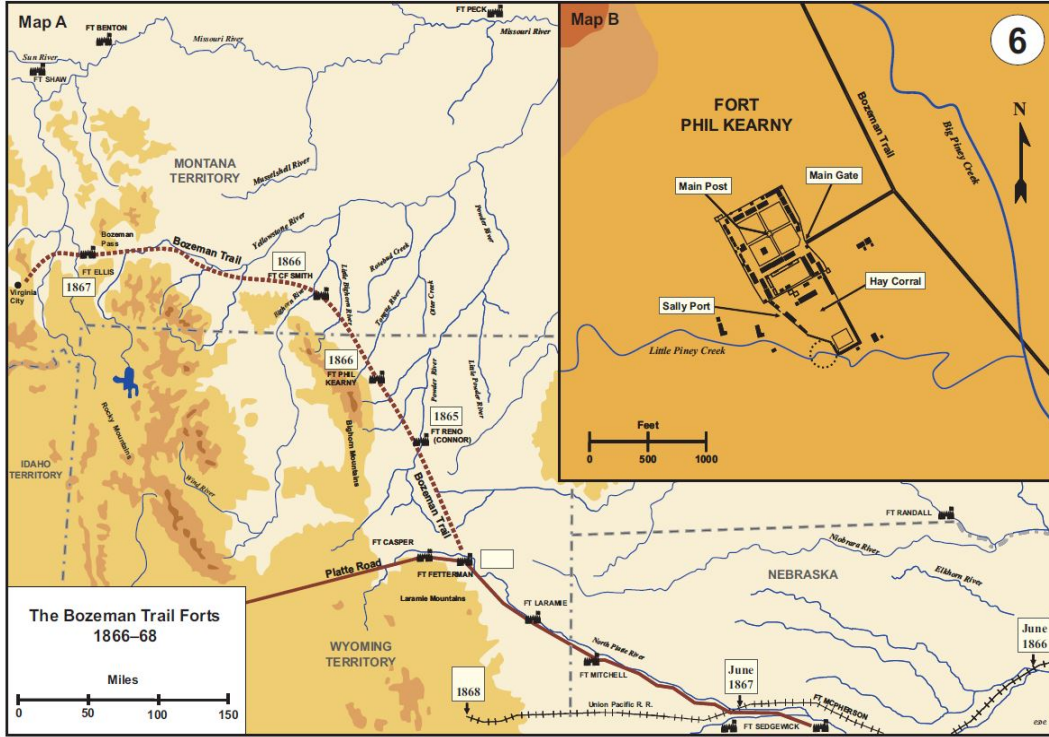 Map A
FT BENTON
FT PECK
Missouri River
Missouri River
Sun River
FT SHAW
MONTANA
TERRITORY
Musselshell River
Yellowstone River
Powder River
Bozeman
Pass
Bozeman Trail
Rosebud Creek
1866
FT CF SMITH
FT ELLIS
Virginia
City
1867
Bighorn River
Little Bighorn River
Tongue River
Otter Creek
1866
FT PHIL
KEARNY
Powder River
Little Powder River
1865
FT RENO
(CONNOR)
Rocky Mountains
Bighorn Mountains
IDAHO
TERRITORY
Wind River
Bozeman Trail
FT CASPER
Platte Road
FT FETTERMAN
Laramie Mountains
FT LARAMIE
WYOMING
TERRITORY
North Platte River
FT MITCHELL
1868
Union Pacific R. R.
June
1867
FT MCPHERSON
FT SEDGEWICK
FT RANDALL
Niobrara River
NEBRASKA
Elkhorn River
June
1866
EDC
The Bozeman Trail Forts
1866–68
Miles
0 50 100 150
Map B
6
N
FORT
PHIL KEARNY
Bozeman Trail
Big Piney Creek
Main Post
Main Gate
Hay Corral
Sally Port
Little Piney Creek
Feet
0 500 1000